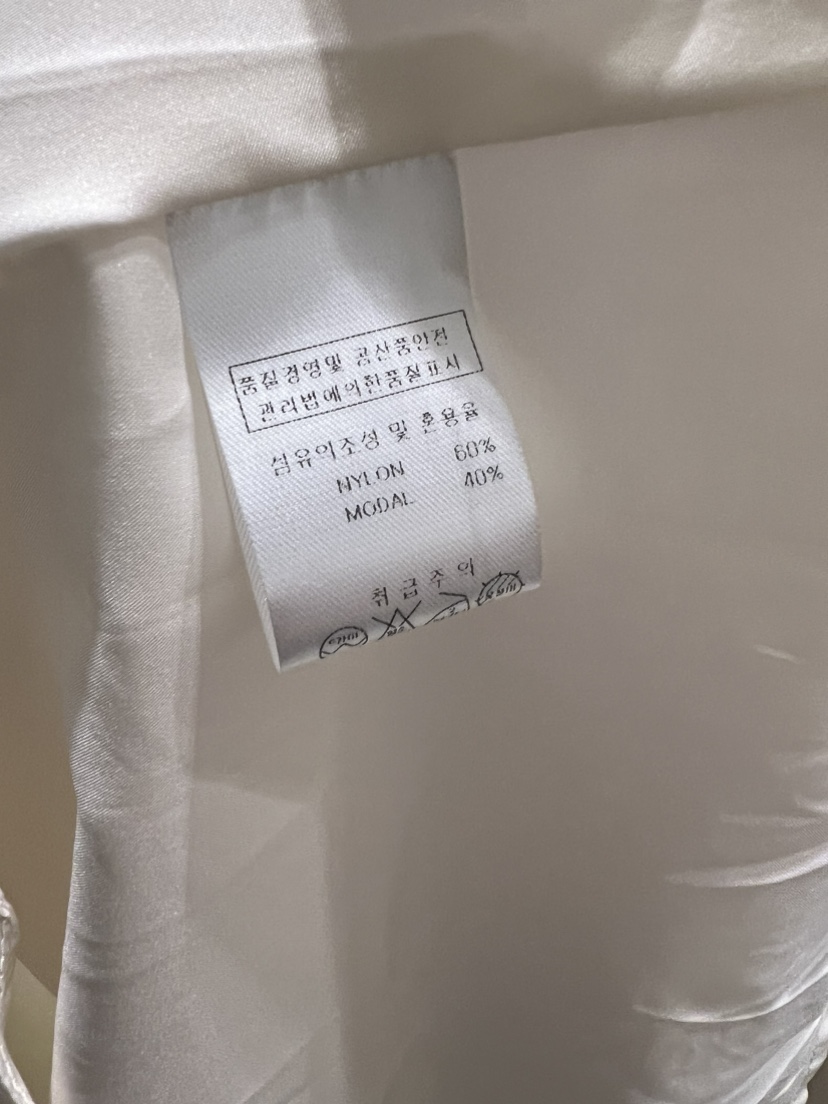 품질경영및 공산품안전
관리법에의한품질표시
섬유의조성 및 혼용율
NYLON 60%
MODAL 40%
취급주의